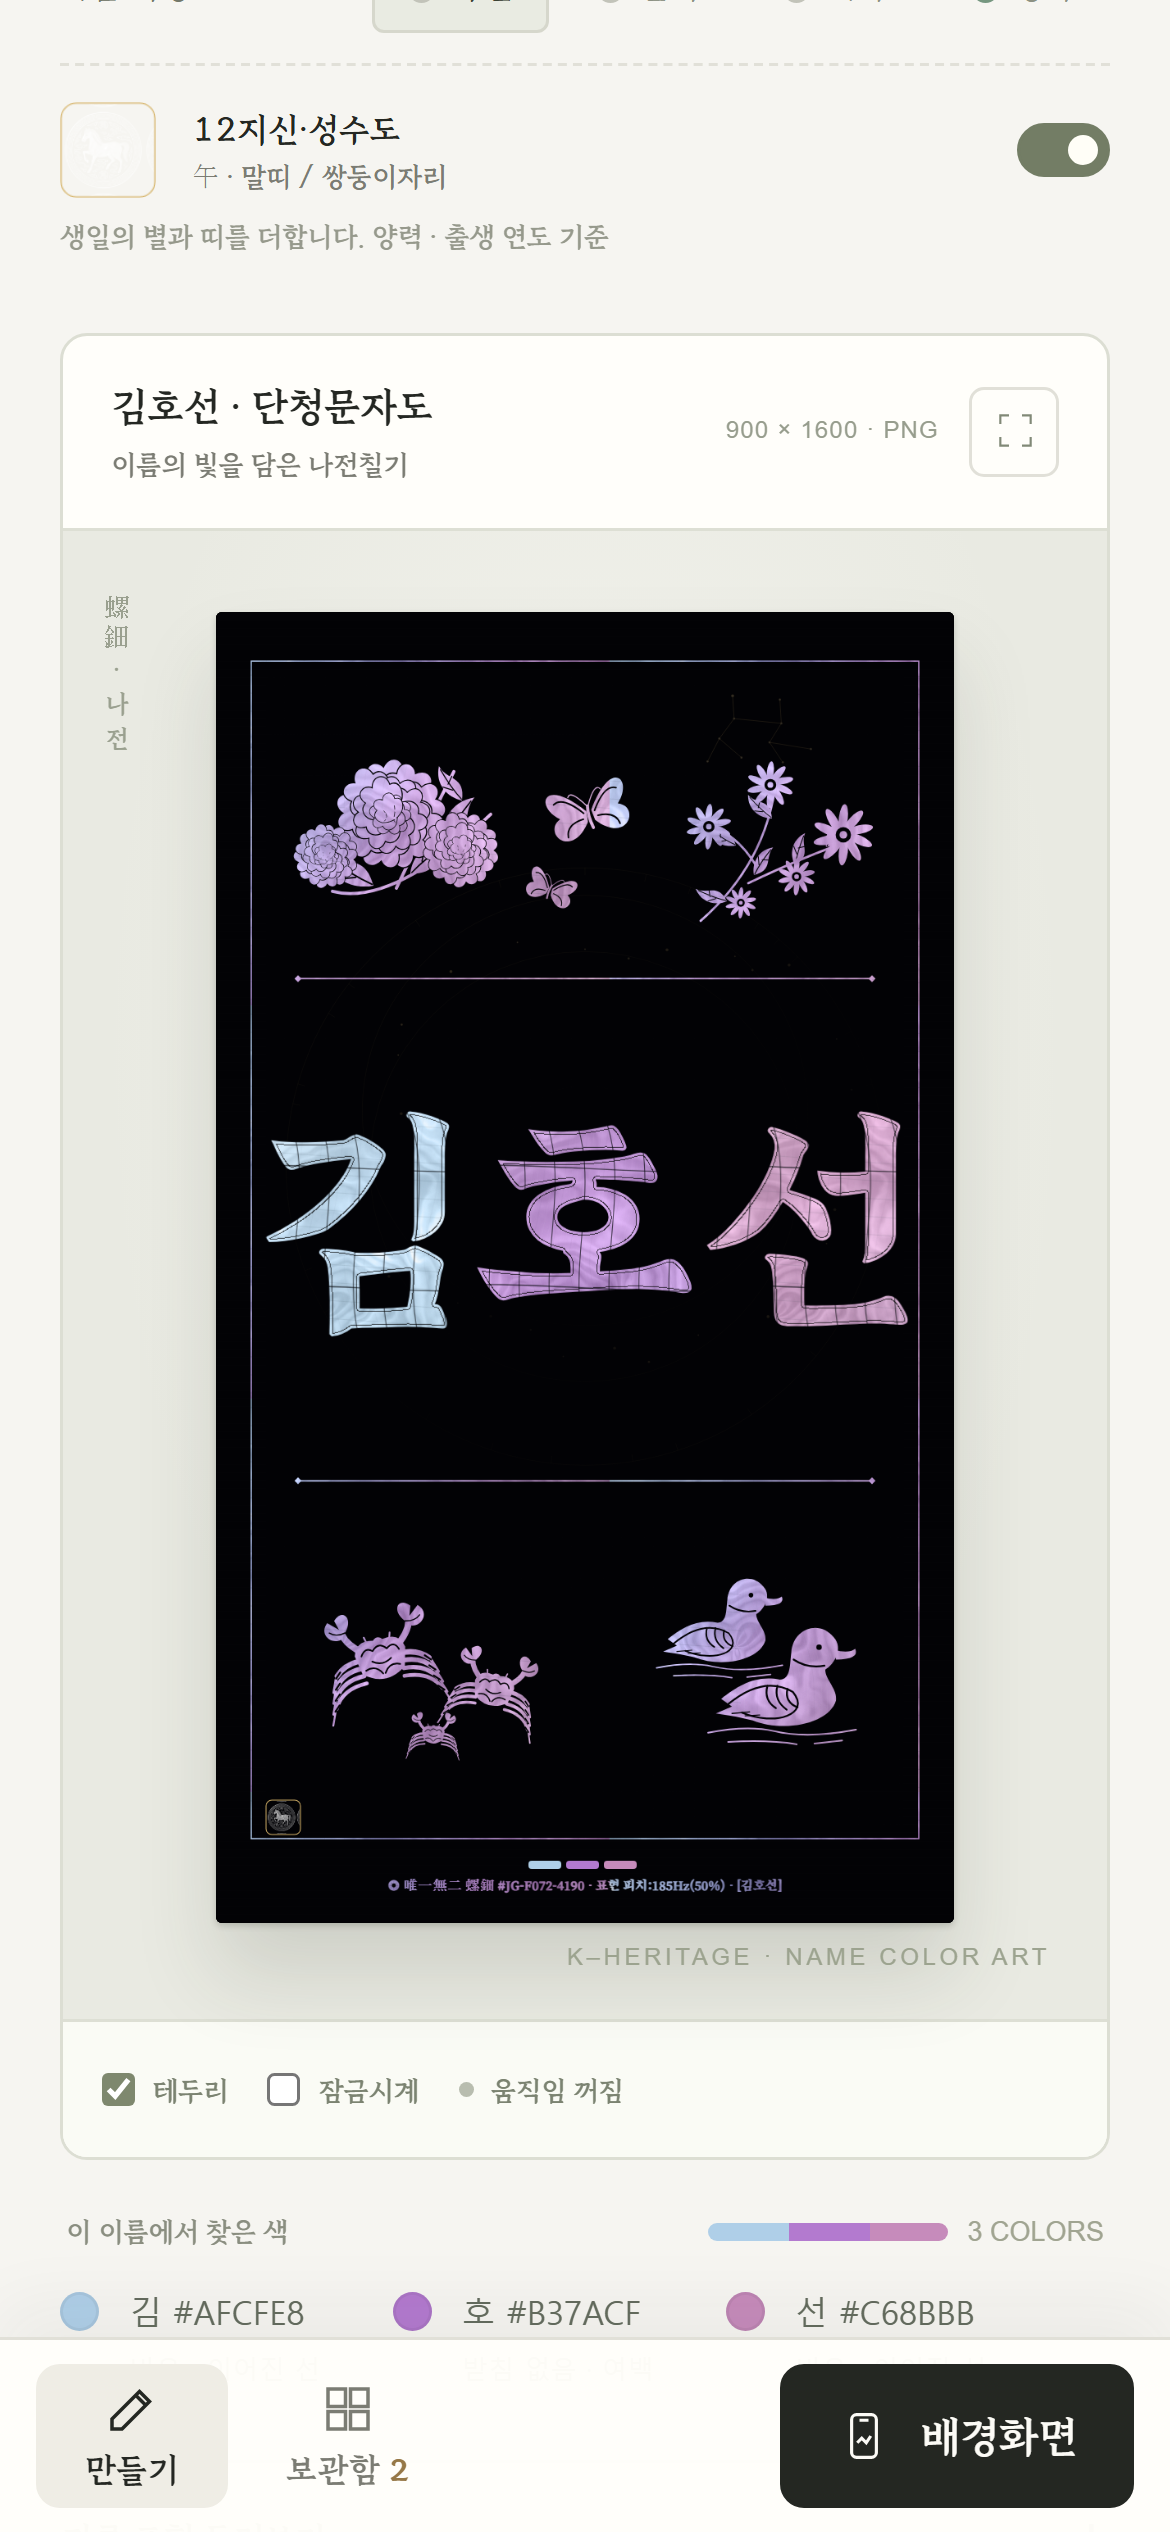 12지신·성수도
午 · 말띠 / 쌍둥이자리
생일의 별과 띠를 더합니다. 양력 · 출생 연도 기준
김호선 · 단청문자도
이름의 빛을 담은 나전칠기
900 × 1600 · PNG
螺鈿 · 나전
김호선
唯一無二 螺鈿 #JG-F072-4190 · 표현 피치:185Hz(50%) · [김호선]
K–HERITAGE · NAME COLOR ART
테두리
잠금시계
움직임 꺼짐
이 이름에서 찾은 색
3 COLORS
김 #AFCFE8
호 #B37ACF
선 #C68BBB
만들기
보관함 2
배경화면